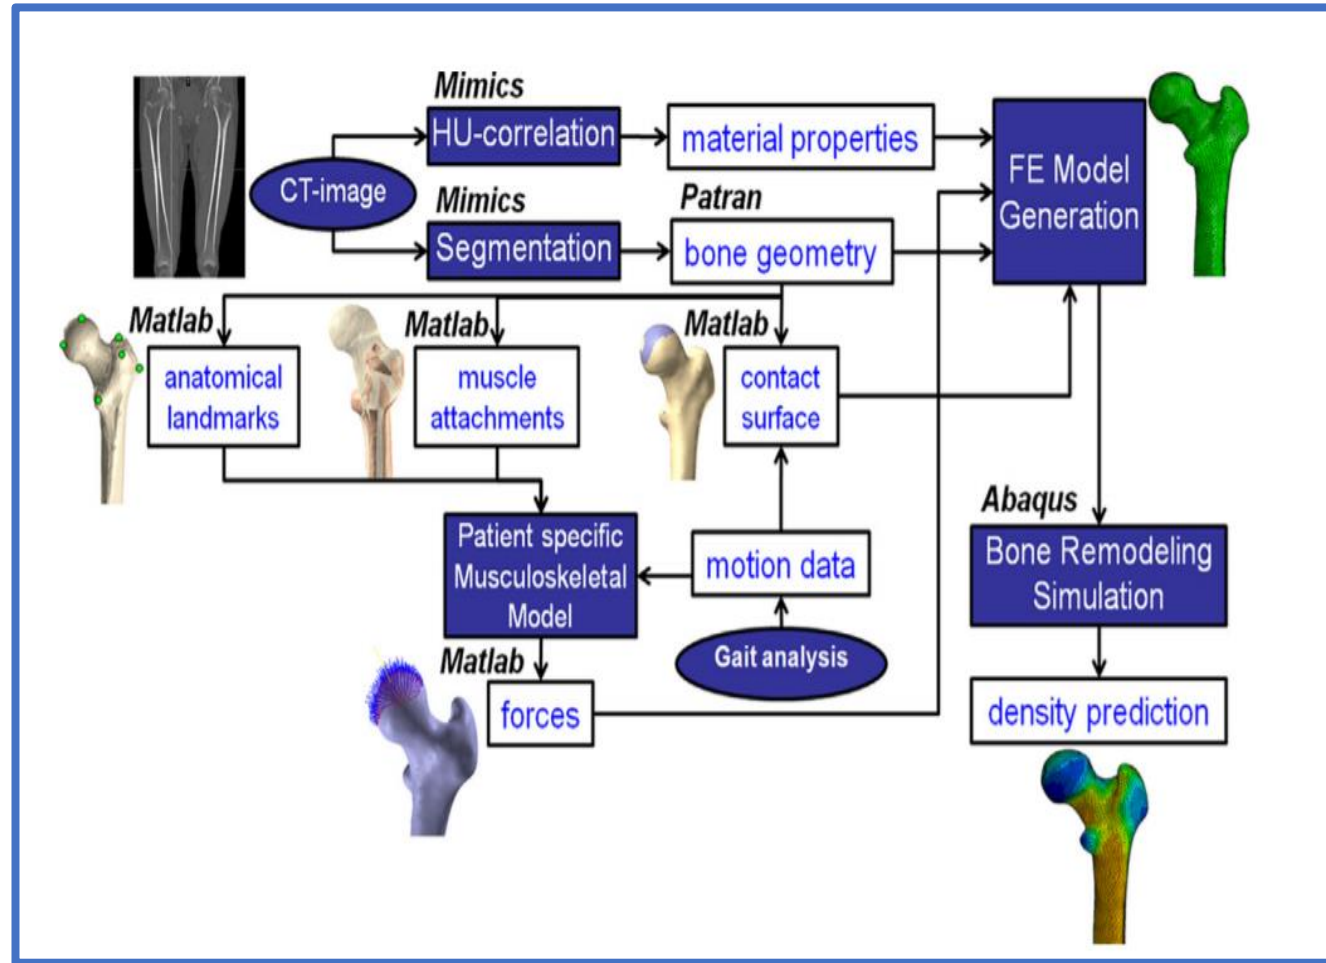 Mimics
HU-correlation
material properties
CT-image
FE Model
Generation
Mimics
Segmentation
Patran
bone geometry
Matlab
anatomical
landmarks
Matlab
muscle
attachments
Matlab
contact
surface
Patient specific
Musculoskeletal
Model
motion data
Gait analysis
Matlab
forces
Abaqus
Bone Remodeling
Simulation
density prediction